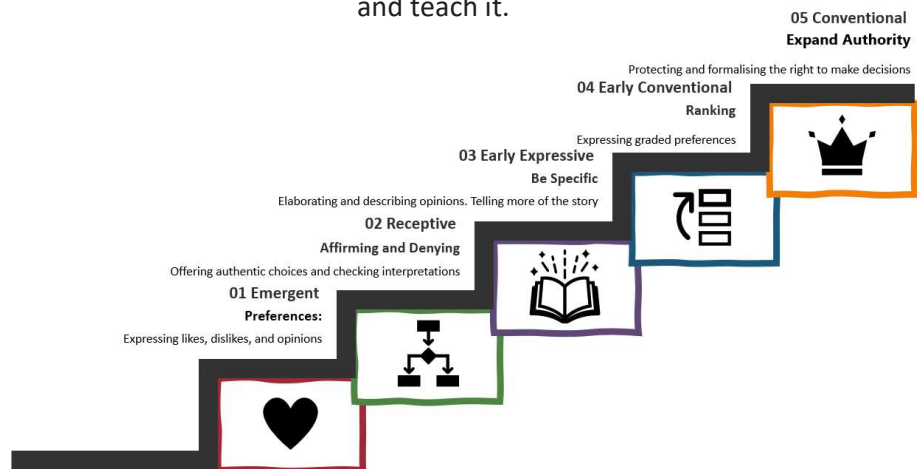 and teach it.
05 Conventional
Expand Authority
Protecting and formalising the right to make decisions
04 Early Conventional
Ranking
Expressing graded preferences
03 Early Expressive
Be Specific
Elaborating and describing opinions. Telling more of the story
02 Receptive
Affirming and Denying
Offering authentic choices and checking interpretations
01 Emergent
Preferences:
Expressing likes, dislikes, and opinions